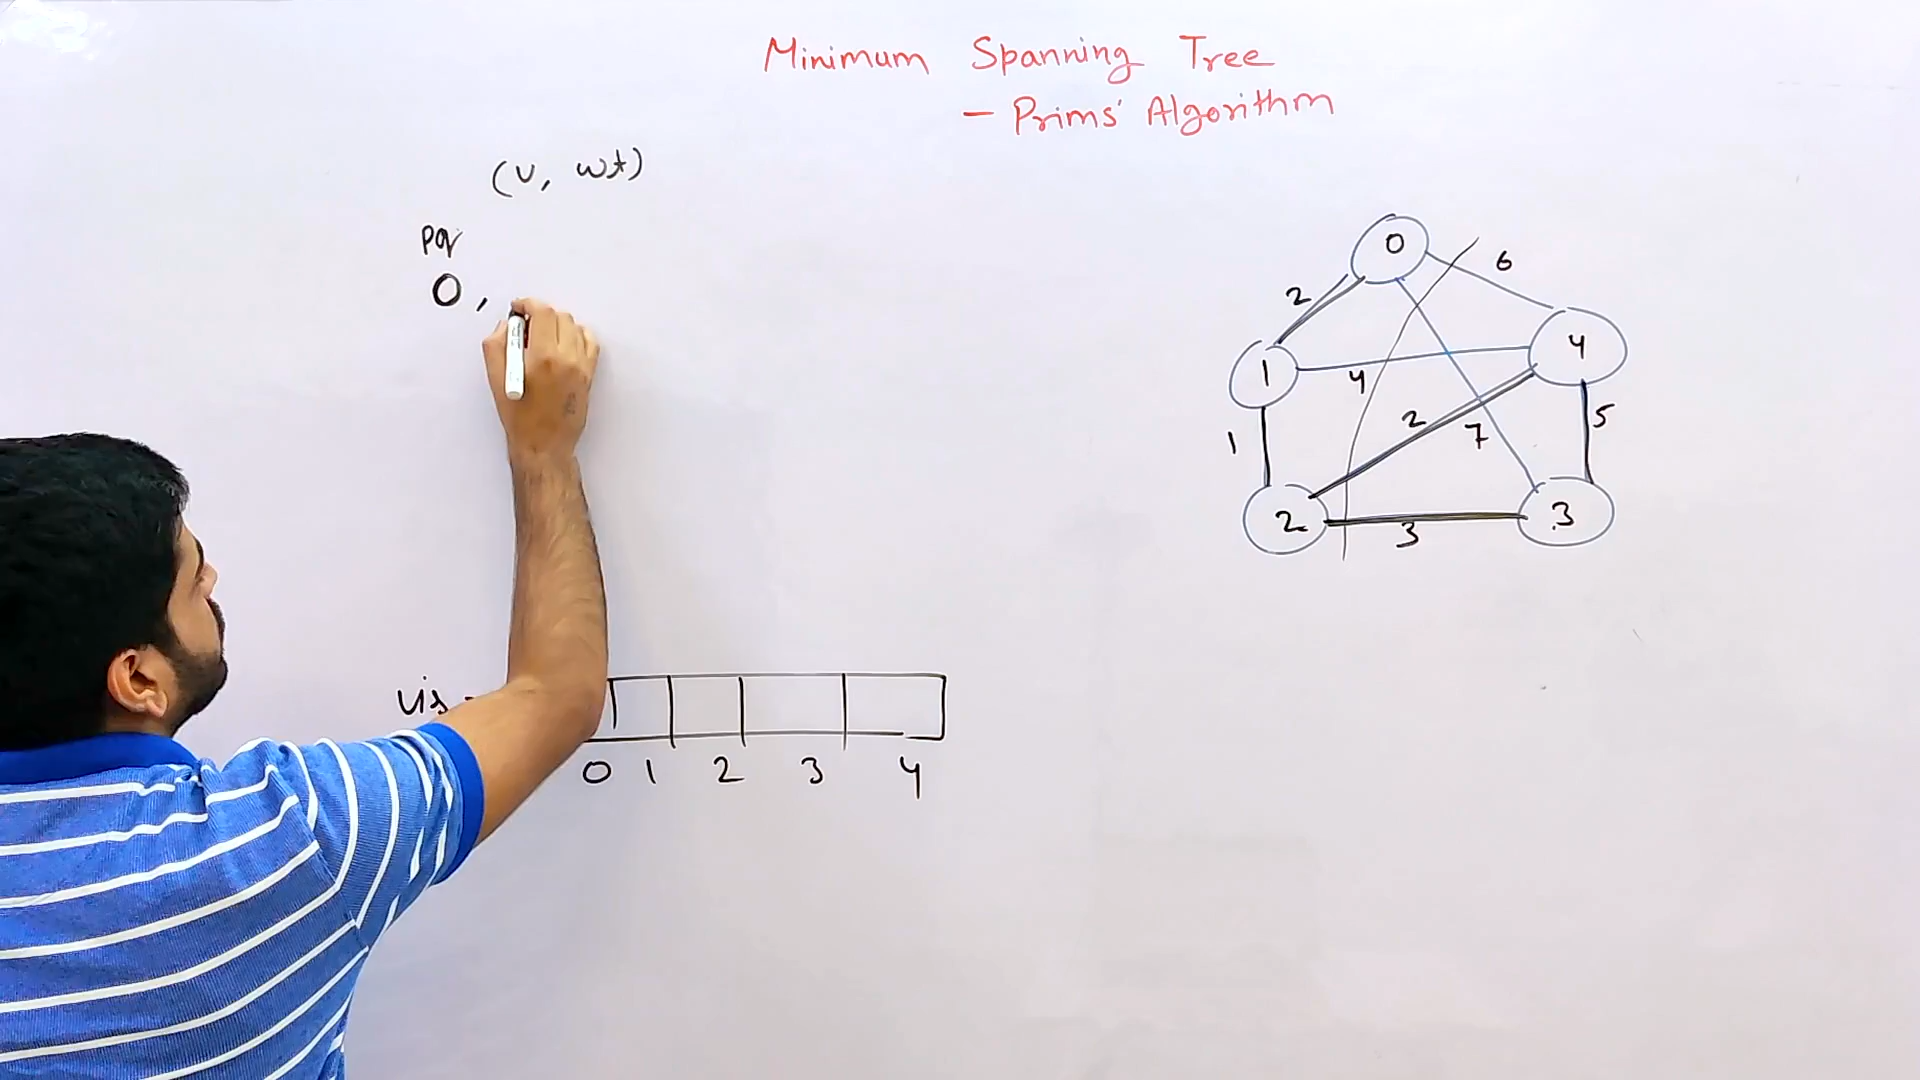 Minimum Spanning Tree
- Prims' Algorithm
(v, wt)
pq
0,
0
6
2
4
1
4
5
2
7
1
2
3
3
vis -
0 1 2 3 4